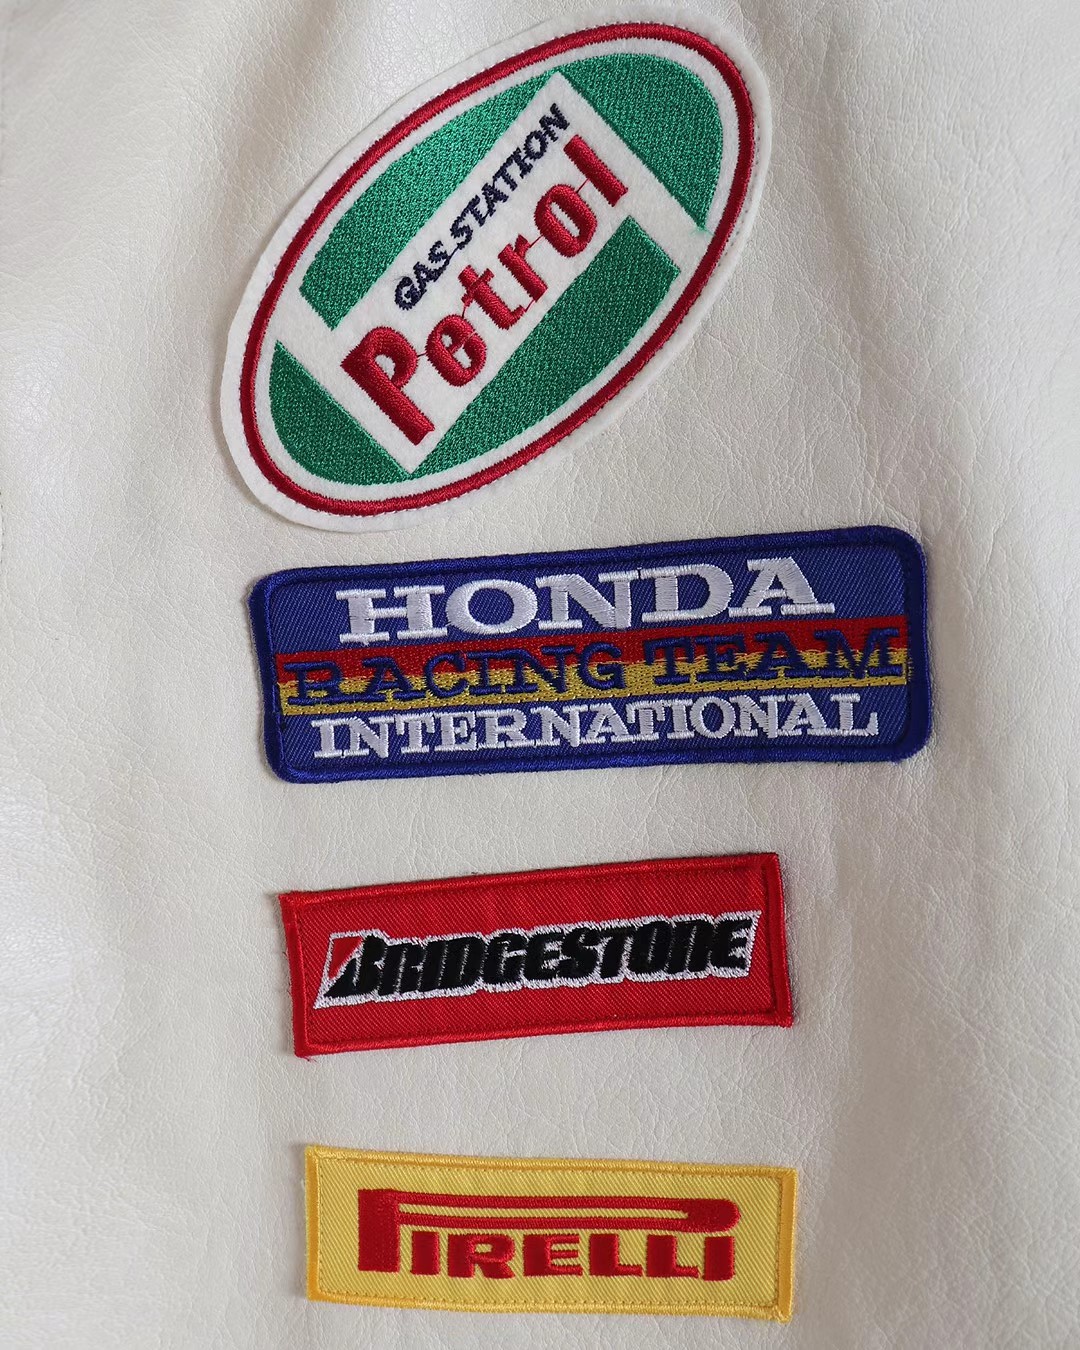 GAS STATION
Petrol
HONDA
RACING TEAM
INTERNATIONAL
BRIDGESTONE
PIRELLI